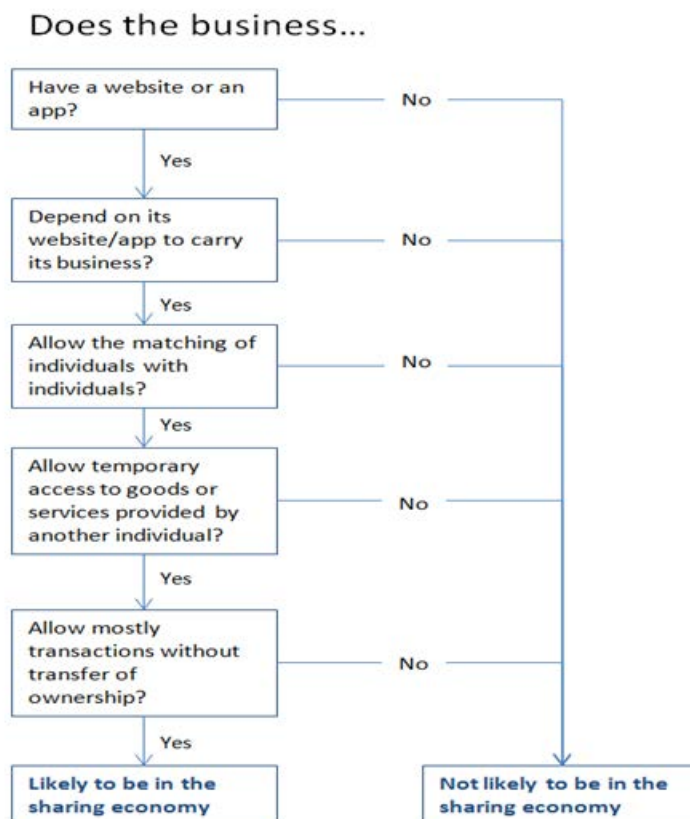 Does the business...
Have a website or an
app?
No
Yes
Depend on its
website/app to carry
its business?
No
Yes
Allow the matching of
individuals with
individuals?
No
Yes
Allow temporary
access to goods or
services provided by
another individual?
No
Yes
Allow mostly
transactions without
transfer of
ownership?
No
Yes
Likely to be in the
sharing economy
Not likely to be in the
sharing economy